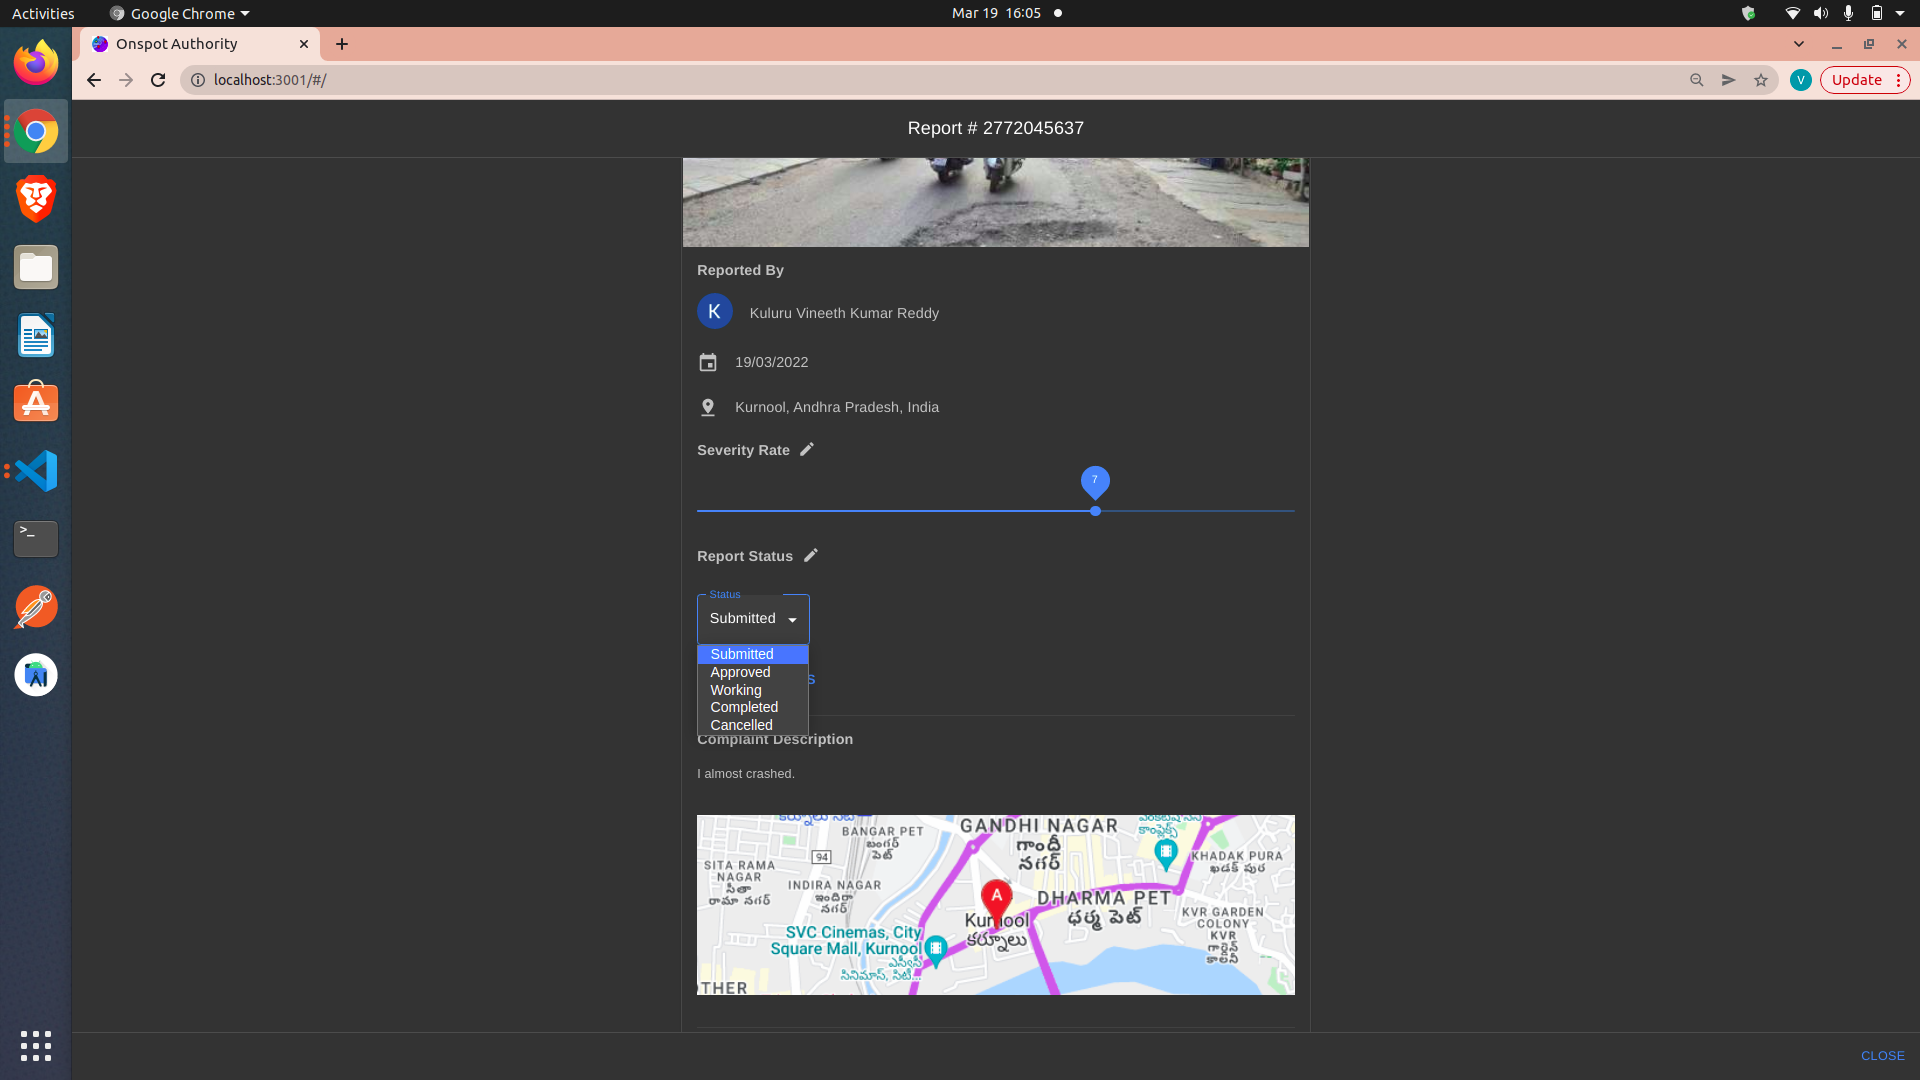 Activities
Google Chrome
Mar 19 16:05
Onspot Authority
localhost:3001/#/
V
Update
Report # 2772045637
Reported By
K
Kuluru Vineeth Kumar Reddy
19/03/2022
Kurnool, Andhra Pradesh, India
Severity Rate
7
Report Status
Status
Submitted
Submitted
Approved
Working
Completed
Cancelled
S
Complaint Description
I almost crashed.
BANGAR PET
బంగర్
పెట్
GANDHI NAGAR
గాంధీ
నగర్
కాంప్లెక్స్
94
SITA RAMA
NAGAR
సీతా
రామా నగర్
INDIRA NAGAR
ఇందిరా
నగర్
KHADAK PURA
ఖడక్ పుర
A
DHARMA PET
ధర్మ పెట్
Kurnool
కర్నూలు
KVR GARDEN
COLONY
KVR
గార్డెన్
కాలనీ
SVC Cinemas, City
Square Mall, Kurnool
ఎస్వీసీ
సినిమాస్, సిటీ...
OTHER
CLOSE